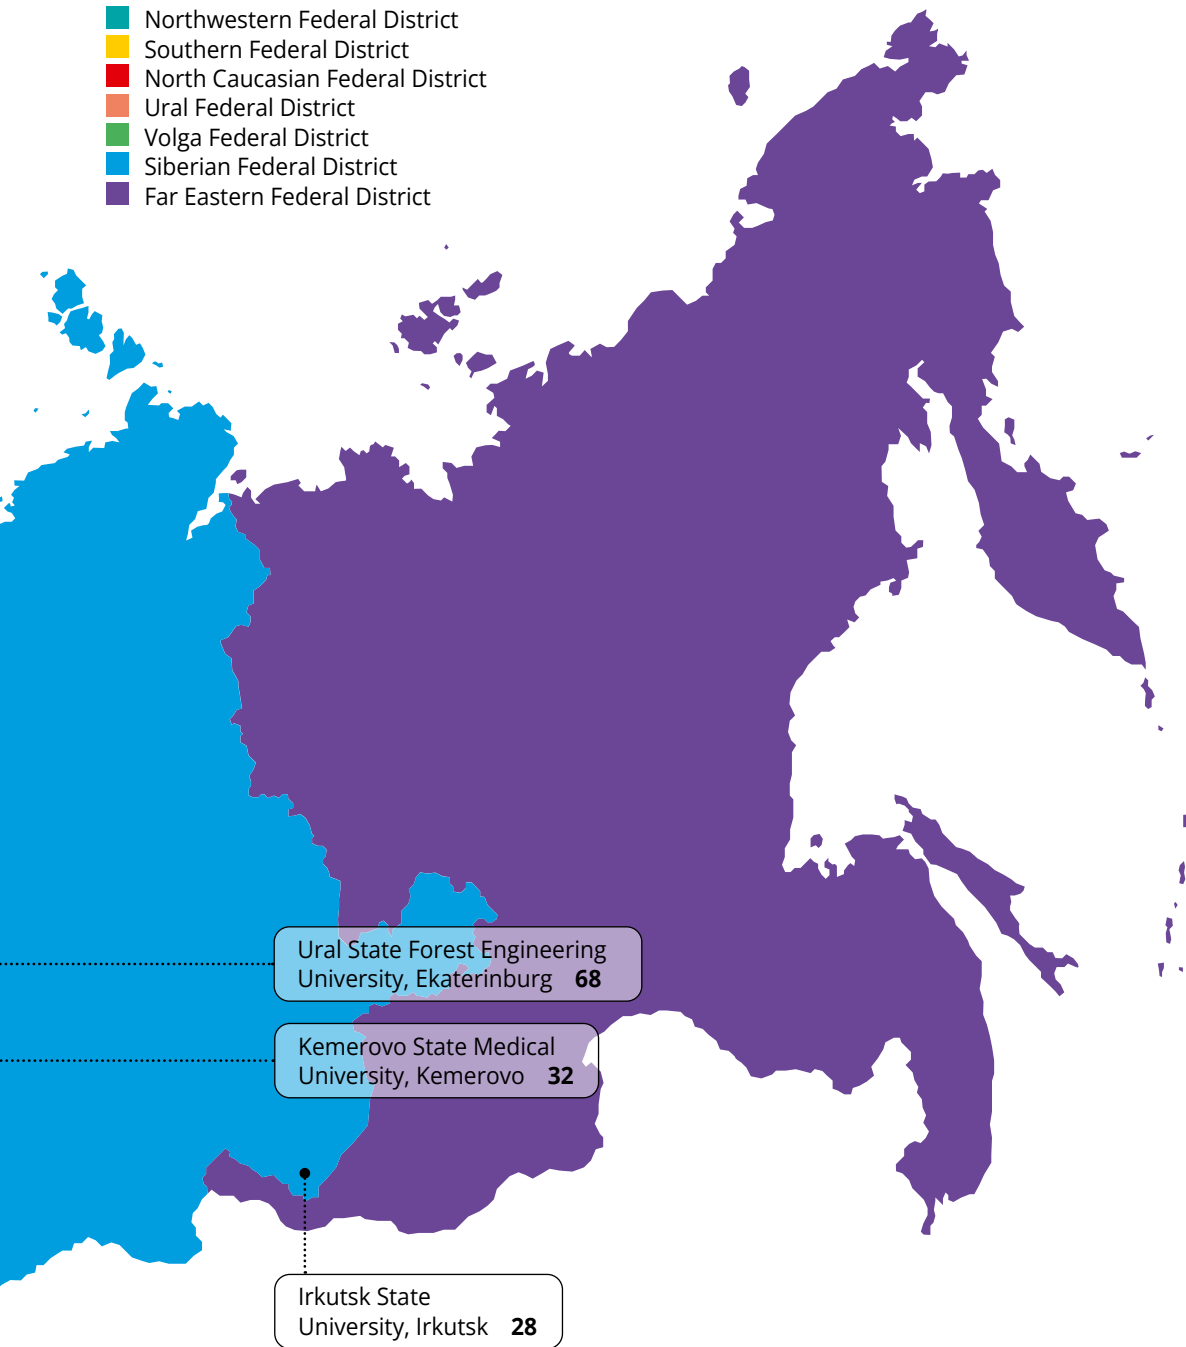 Northwestern Federal District
Southern Federal District
North Caucasian Federal District
Ural Federal District
Volga Federal District
Siberian Federal District
Far Eastern Federal District
Ural State Forest Engineering
University, Ekaterinburg 68
Kemerovo State Medical
University, Kemerovo 32
Irkutsk State
University, Irkutsk 28